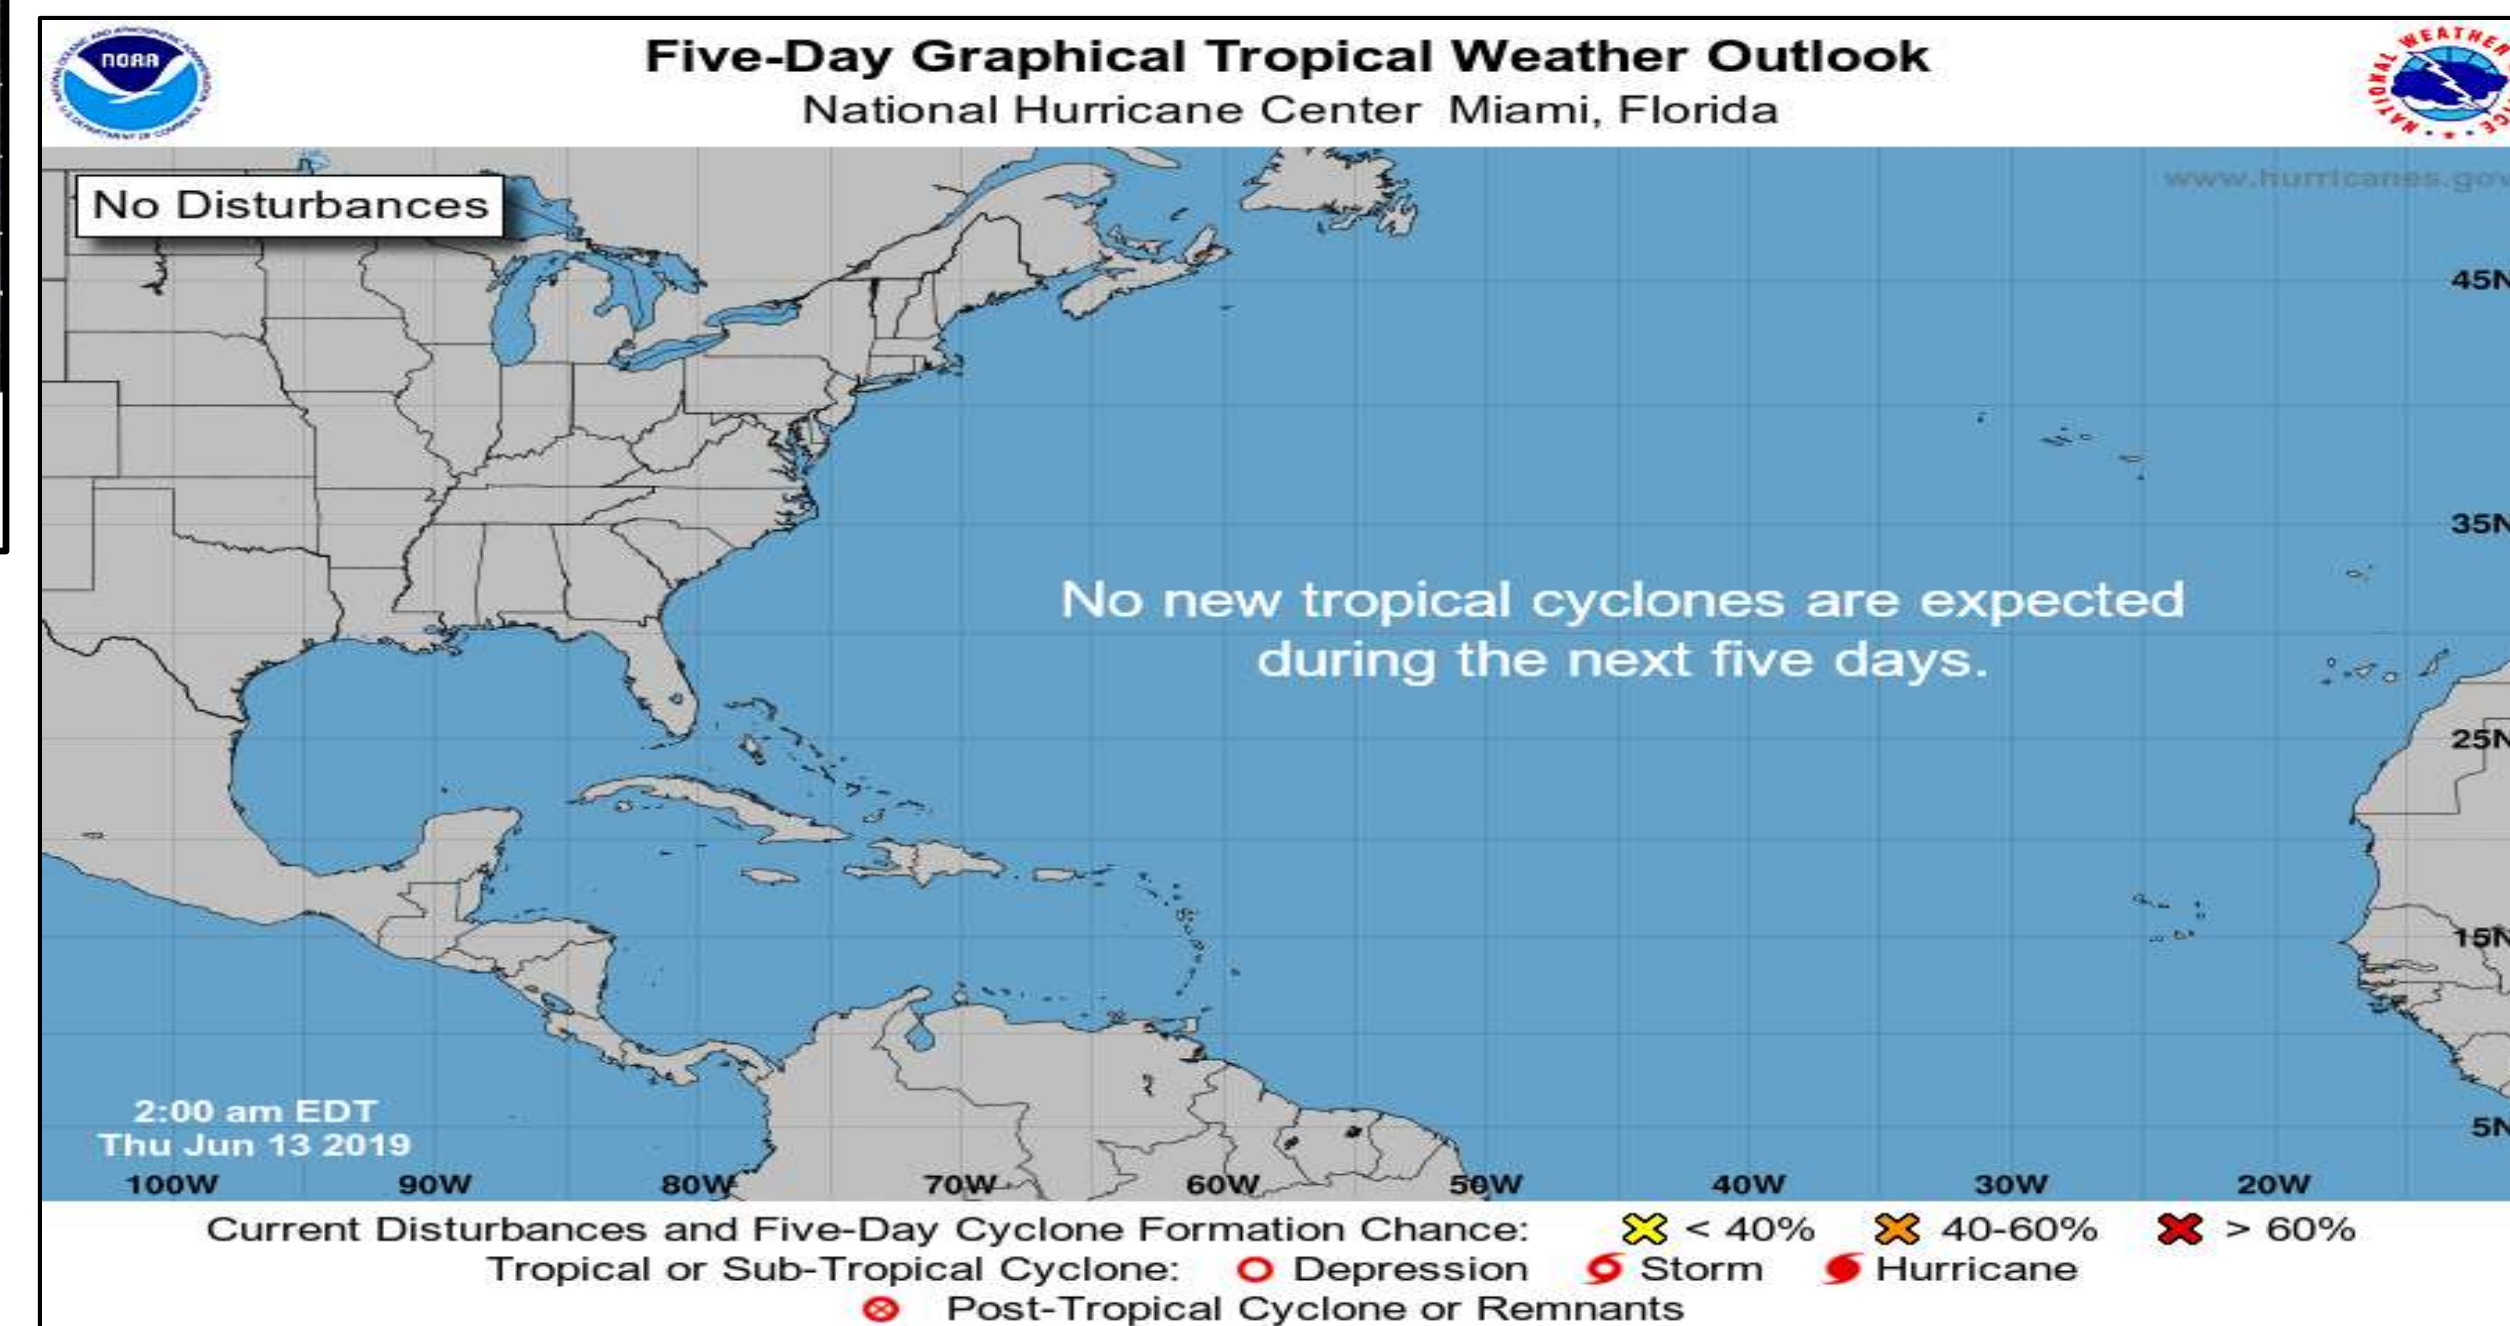 NOAA
Five-Day Graphical Tropical Weather Outlook
National Hurricane Center Miami, Florida
No Disturbances
www.hurricanes.gov
45N
35N
No new tropical cyclones are expected
during the next five days.
25N
15N
5N
2:00 am EDT
Thu Jun 13 2019
100W 90W 80W 70W 60W 50W 40W 30W 20W
Current Disturbances and Five-Day Cyclone Formation Chance: < 40% 40-60% > 60%
Tropical or Sub-Tropical Cyclone: Depression Storm Hurricane
Post-Tropical Cyclone or Remnants